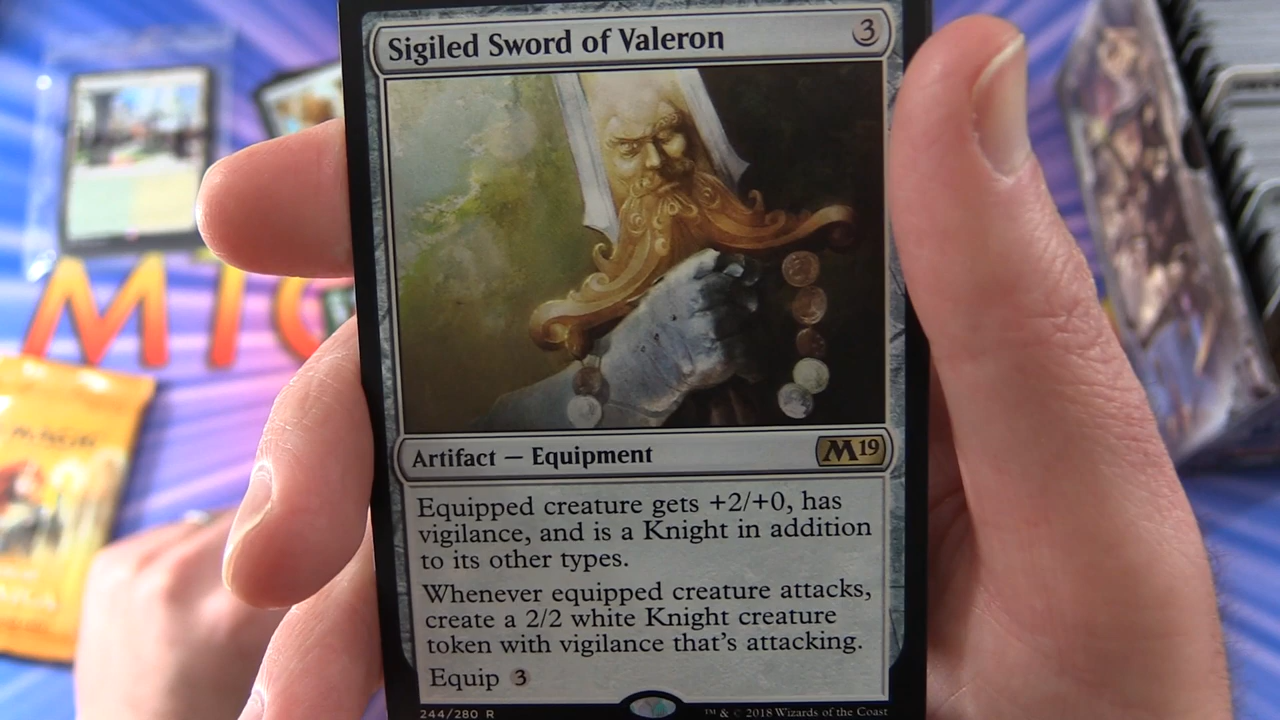 Sigiled Sword of Valeron 3
Artifact — Equipment M19
Equipped creature gets +2/+0, has
vigilance, and is a Knight in addition
to its other types.
Whenever equipped creature attacks,
create a 2/2 white Knight creature
token with vigilance that's attacking.
Equip 3
244/280 R ™ & © 2018 Wizards of the Coast